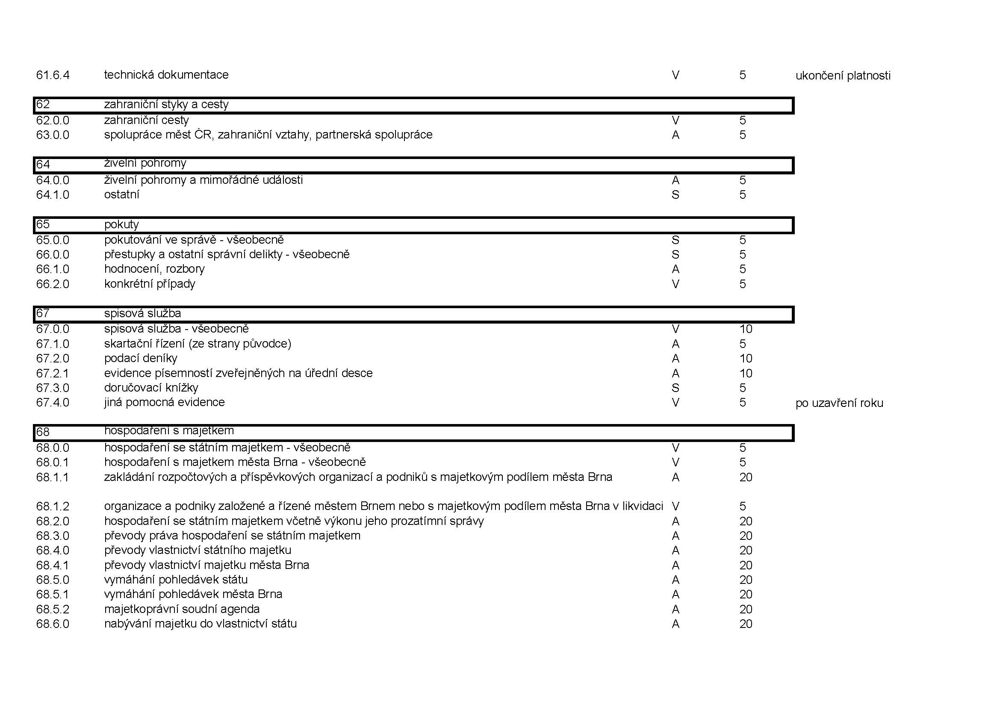 61.6.4 technická dokumentace V 5 ukončení platnosti
62 zahraniční styky a cesty
62.0.0 zahraniční cesty V 5
63.0.0 spolupráce měst ČR, zahraniční vztahy, partnerská spolupráce A 5
64 živelní pohromy
64.0.0 živelní pohromy a mimořádné události A 5
64.1.0 ostatní S 5
65 pokuty
65.0.0 pokutování ve správě - všeobecně S 5
66.0.0 přestupky a ostatní správní delikty - všeobecně S 5
66.1.0 hodnocení, rozbory A 5
66.2.0 konkrétní případy V 5
67 spisová služba
67.0.0 spisová služba - všeobecně V 10
67.1.0 skartační řízení (ze strany původce) A 5
67.2.0 podací deníky A 10
67.2.1 evidence písemností zveřejněných na úřední desce A 10
67.3.0 doručovací knížky S 5
67.4.0 jiná pomocná evidence V 5 po uzavření roku
68 hospodaření s majetkem
68.0.0 hospodaření se státním majetkem - všeobecně V 5
68.0.1 hospodaření s majetkem města Brna - všeobecně V 5
68.1.1 zakládání rozpočtových a příspěvkových organizací a podniků s majetkovým podílem města Brna A 20
68.1.2 organizace a podniky založené a řízené městem Brnem nebo s majetkovým podílem města Brna v likvidaci V 5
68.2.0 hospodaření se státním majetkem včetně výkonu jeho prozatímní správy A 20
68.3.0 převody práva hospodaření se státním majetkem A 20
68.4.0 převody vlastnictví státního majetku A 20
68.4.1 převody vlastnictví majetku města Brna A 20
68.5.0 vymáhání pohledávek státu A 20
68.5.1 vymáhání pohledávek města Brna A 20
68.5.2 majetkoprávní soudní agenda A 20
68.6.0 nabývání majetku do vlastnictví státu A 20